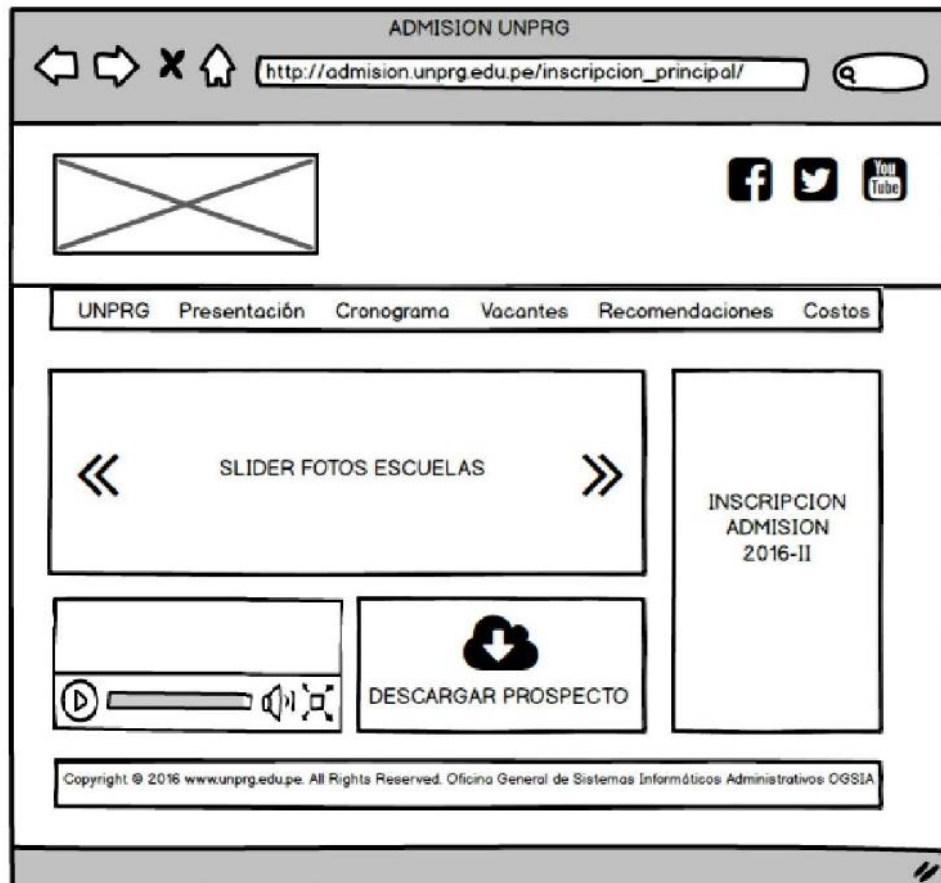 ADMISION UNPRG
http://admision.unprg.edu.pe/inscripcion_principal/
You
Tube
UNPRG Presentación Cronograma Vacantes Recomendaciones Costos
SLIDER FOTOS ESCUELAS
INSCRIPCION
ADMISION
2016-II
DESCARGAR PROSPECTO
Copyright © 2016 www.unprg.edu.pe. All Rights Reserved. Oficina General de Sistemas Informáticos Administrativos OGSIA